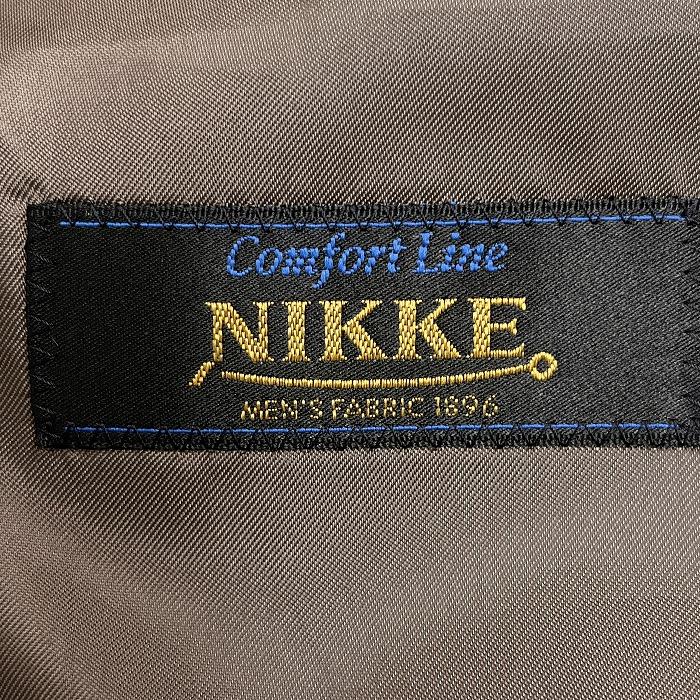 Comfort Line
NIKKE
MEN'S FABRIC 1896